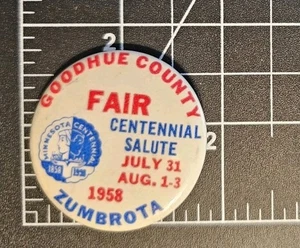 2
GOODHUE COUNTY
FAIR
CENTENNIAL
SALUTE
JULY 31
AUG. 1-3
1958
ZUMBROTA
MINNESOTA CENTENNIAL
1858 1958
2